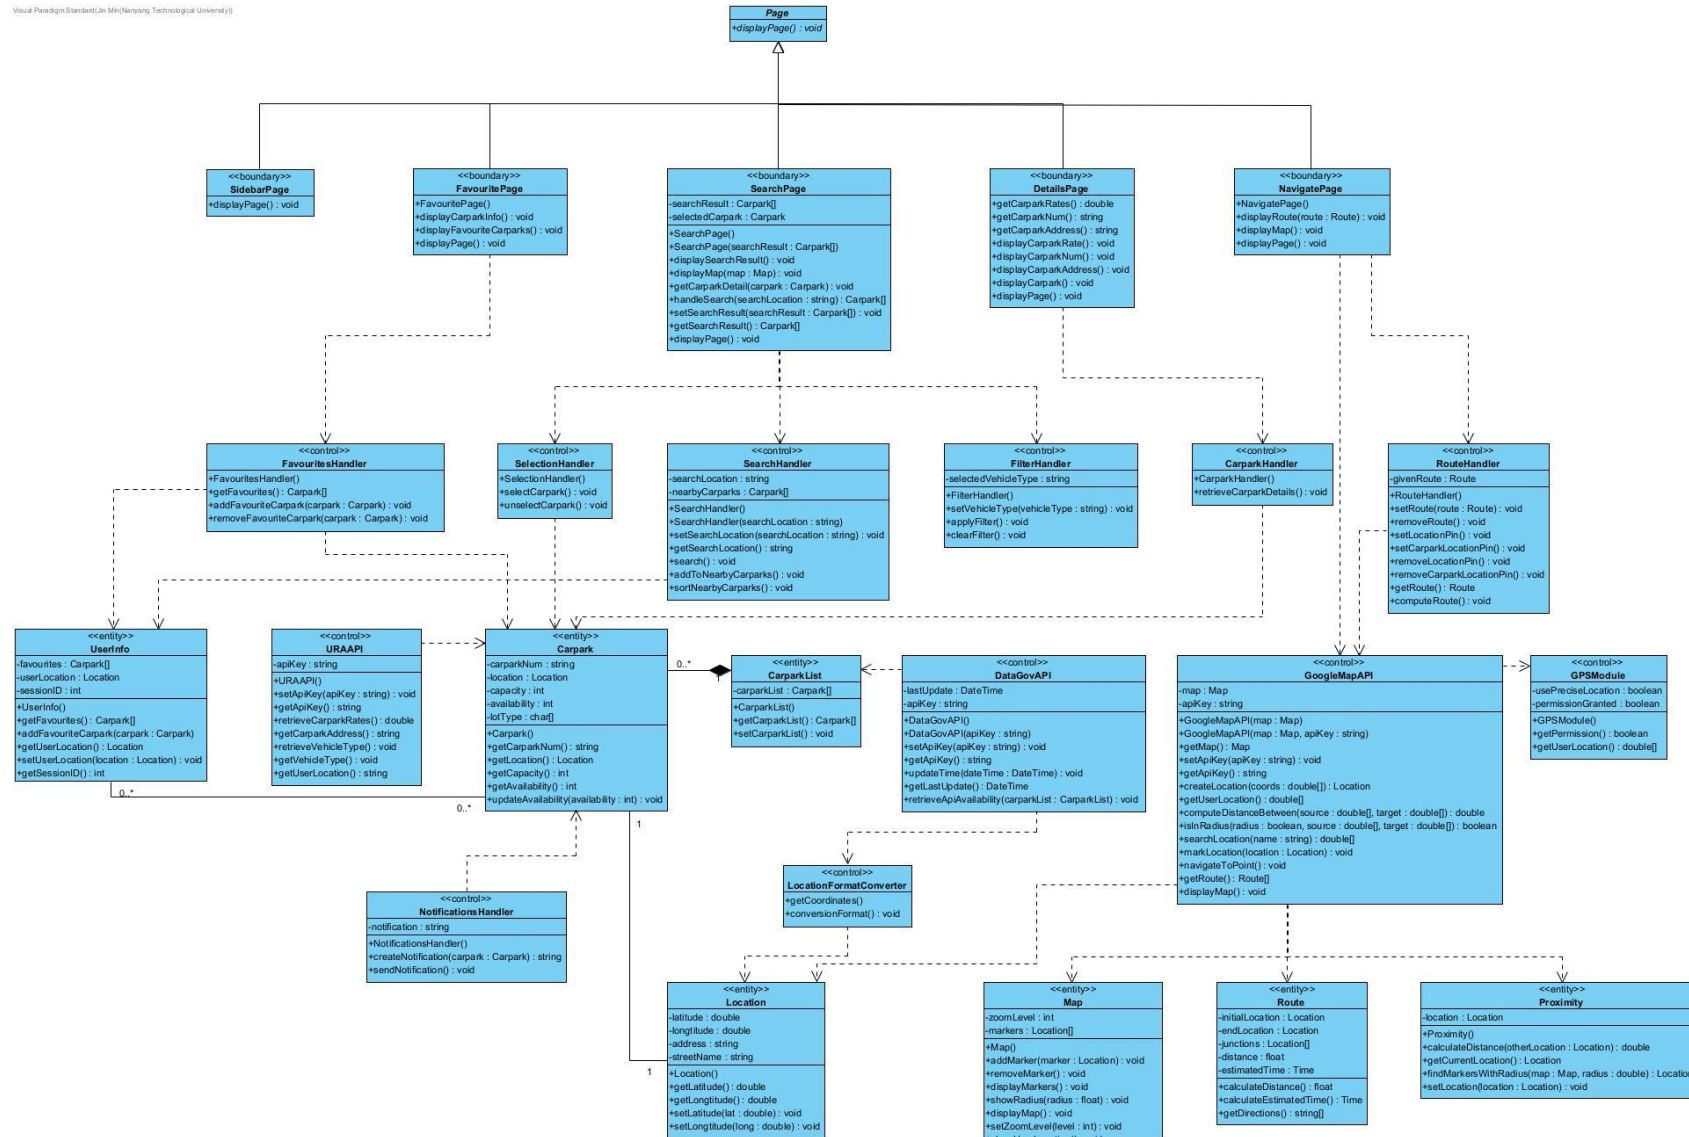 Visual Paradigm Standard(Jin Min(Nanyang Technological University))
Page
+displayPage() : void
<<boundary>>
SidebarPage
+displayPage() : void
<<boundary>>
FavouritePage
+FavouritePage()
+displayCarparkInfo() : void
+displayFavouriteCarparks() : void
+displayPage() : void
<<boundary>>
SearchPage
-searchResult : Carpark[]
-selectedCarpark : Carpark
+SearchPage()
+SearchPage(searchResult : Carpark[])
+displaySearchResult() : void
+displayMap(map : Map) : void
+getCarparkDetail(carpark : Carpark) : void
+handleSearch(searchLocation : string) : Carpark[]
+setSearchResult(searchResult : Carpark[]) : void
+getSearchResult() : Carpark[]
+displayPage() : void
<<boundary>>
DetailsPage
+getCarparkRates() : double
+getCarparkNum() : string
+getCarparkAddress() : string
+displayCarparkRate() : void
+displayCarparkNum() : void
+displayCarparkAddress() : void
+displayCarpark() : void
+displayPage() : void
<<boundary>>
NavigatePage
+NavigatePage()
+displayRoute(route : Route) : void
+displayMap() : void
+displayPage() : void
<<control>>
FavouritesHandler
+FavouritesHandler()
+getFavourites() : Carpark[]
+addFavouriteCarpark(carpark : Carpark) : void
+removeFavouriteCarpark(carpark : Carpark) : void
<<control>>
SelectionHandler
+SelectionHandler()
+selectCarpark() : void
+unselectCarpark() : void
<<control>>
SearchHandler
-searchLocation : string
-nearbyCarparks : Carpark[]
+SearchHandler()
+SearchHandler(searchLocation : string)
+setSearchLocation(searchLocation : string) : void
+getSearchLocation() : string
+search() : void
+addToNearbyCarparks() : void
+sortNearbyCarparks() : void
<<control>>
FilterHandler
-selectedVehicleType : string
+FilterHandler()
+setVehicleType(vehicleType : string) : void
+applyFilter() : void
+clearFilter() : void
<<control>>
CarparkHandler
+CarparkHandler()
+retrieveCarparkDetails() : void
<<control>>
RouteHandler
-givenRoute : Route
+RouteHandler()
+setRoute(route : Route) : void
+removeRoute() : void
+setLocationPin() : void
+setCarparkLocationPin() : void
+removeLocationPin() : void
+removeCarparkLocationPin() : void
+getRoute() : Route
+computeRoute() : void
<<entity>>
UserInfo
-favourites : Carpark[]
-userLocation : Location
-sessionID : int
+UserInfo()
+getFavourites() : Carpark[]
+addFavouriteCarpark(carpark : Carpark)
+getUserLocation() : Location
+setUserLocation(location : Location) : void
+getSessionID() : int
<<control>>
URAAPI
-apiKey : string
+URAAPI()
+setApiKey(apiKey : string) : void
+getApiKey() : string
+retrieveCarparkRates() : double
+getCarparkAddress() : string
+retrieveVehicleType() : void
+getVehicleType() : void
+getUserLocation() : string
<<entity>>
Carpark
-carparkNum : string
-location : Location
-capacity : int
-availability : int
-lotType : char[]
+Carpark()
+getCarparkNum() : string
+getLocation() : Location
+getCapacity() : int
+getAvailability() : int
+updateAvailability(availability : int) : void
0..*
<<entity>>
CarparkList
-carparkList : Carpark[]
+CarparkList()
+getCarparkList() : Carpark[]
+setCarparkList() : void
<<control>>
DataGovAPI
-lastUpdate : DateTime
-apiKey : string
+DataGovAPI()
+DataGovAPI(apiKey : string)
+setApiKey(apiKey : string) : void
+getApiKey() : string
+updateTime(dateTime : DateTime) : void
+getLastUpdate() : DateTime
+retrieveApiAvailability(carparkList : CarparkList) : void
<<control>>
GoogleMapAPI
-map : Map
-apiKey : string
+GoogleMapAPI(map : Map)
+GoogleMapAPI(map : Map, apiKey : string)
+getMap() : Map
+setApiKey(apiKey : string) : void
+getApiKey() : string
+createLocation(coords : double[]) : Location
+getUserLocation() : double[]
+computeDistanceBetween(source : double[], target : double[]) : double
+isInRadius(radius : boolean, source : double[], target : double[]) : boolean
+searchLocation(name : string) : double[]
+markLocation(location : Location) : void
+navigateToPoint() : void
+getRoute() : Route[]
+displayMap() : void
<<control>>
GPSModule
-usePreciseLocation : boolean
-permissionGranted : boolean
+GPSModule()
+getPermission() : boolean
+getUserLocation() : double[]
0..*
0..*
1
<<control>>
LocationFormatConverter
+getCoordinates()
+conversionFormat() : void
<<control>>
NotificationsHandler
-notification : string
+NotificationsHandler()
+createNotification(carpark : Carpark) : string
+sendNotification() : void
1
<<entity>>
Location
-latitude : double
-longtitude : double
-address : string
-streetName : string
+Location()
+getLatitude() : double
+getLongtitude() : double
+setLatitude(lat : double) : void
+setLongtitude(long : double) : void
<<entity>>
Map
-zoomLevel : int
-markers : Location[]
+Map()
+addMarker(marker : Location) : void
+removeMarker() : void
+displayMarkers() : void
+showRadius(radius : float) : void
+displayMap() : void
+setZoomLevel(level : int) : void
<<entity>>
Route
-initialLocation : Location
-endLocation : Location
-junctions : Location[]
-distance : float
-estimatedTime : Time
+calculateDistance() : float
+calculateEstimatedTime() : Time
+getDirections() : string[]
<<entity>>
Proximity
-location : Location
+Proximity()
+calculateDistance(otherLocation : Location) : double
+getCurrentLocation() : Location
+findMarkersWithRadius(map : Map, radius : double) : Locatio
+setLocation(location : Location) : void